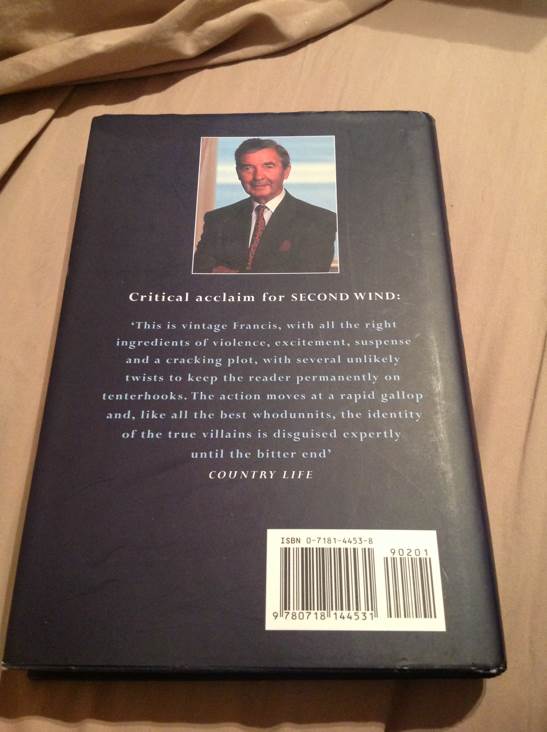 Critical acclaim for SECOND WIND:
'This is vintage Francis, with all the right
ingredients of violence, excitement, suspense
and a cracking plot, with several unlikely
twists to keep the reader permanently on
tenterhooks. The action moves at a rapid gallop
and, like all the best whodunnits, the identity
of the true villains is disguised expertly
until the bitter end'
COUNTRY LIFE
ISBN 0-7181-4453-8
90201
9 780718 144531